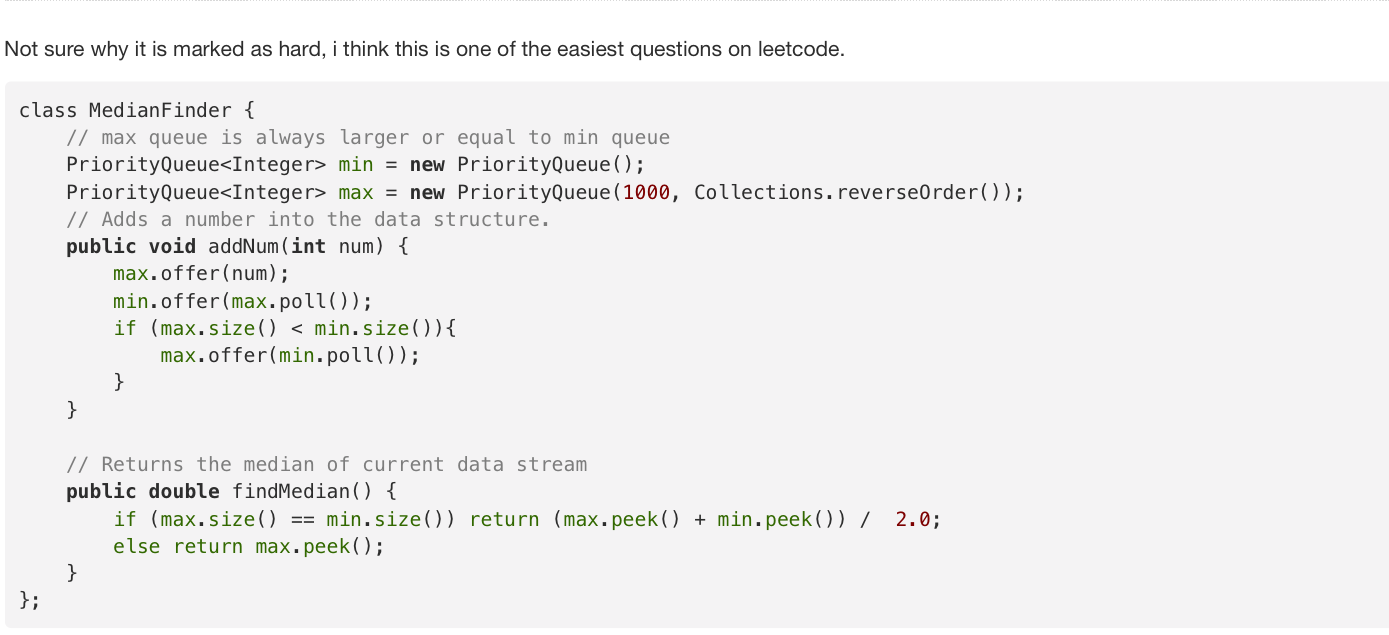 Not sure why it is marked as hard, i think this is one of the easiest questions on leetcode.
class MedianFinder {
    // max queue is always larger or equal to min queue
    PriorityQueue<Integer> min = new PriorityQueue();
    PriorityQueue<Integer> max = new PriorityQueue(1000, Collections.reverseOrder());
    // Adds a number into the data structure.
    public void addNum(int num) {
        max.offer(num);
        min.offer(max.poll());
        if (max.size() < min.size()){
            max.offer(min.poll());
        }
    }

    // Returns the median of current data stream
    public double findMedian() {
        if (max.size() == min.size()) return (max.peek() + min.peek()) /  2.0;
        else return max.peek();
    }
};